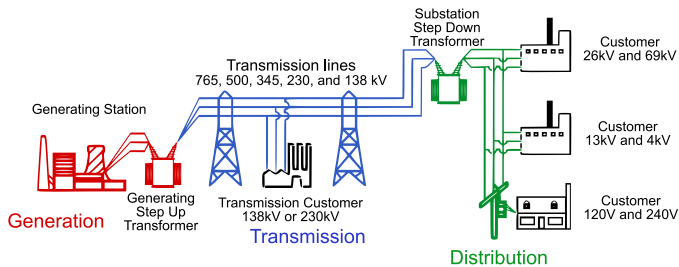 Substation
Step Down
Transformer
Transmission lines
765, 500, 345, 230, and 138 kV
Customer
26kV and 69kV
Generating Station
Customer
13kV and 4kV
Generating
Step Up
Transformer
Transmission Customer
138kV or 230kV
Customer
120V and 240V
Generation
Transmission
Distribution